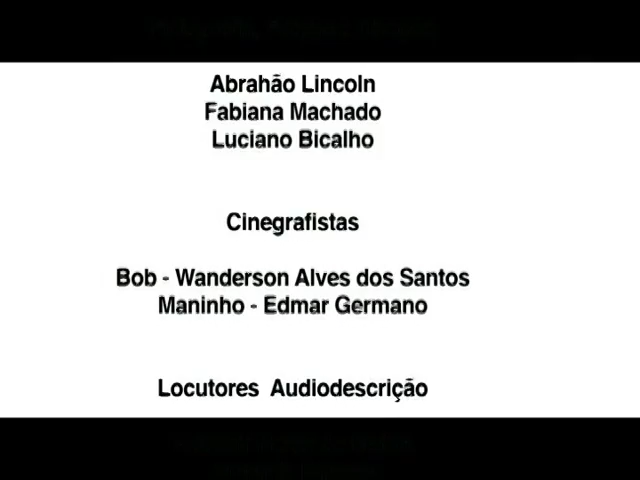 Abrahão Lincoln
Fabiana Machado
Luciano Bicalho
Cinegrafistas
Bob - Wanderson Alves dos Santos
Maninho - Edmar Germano
Locutores Audiodescrição